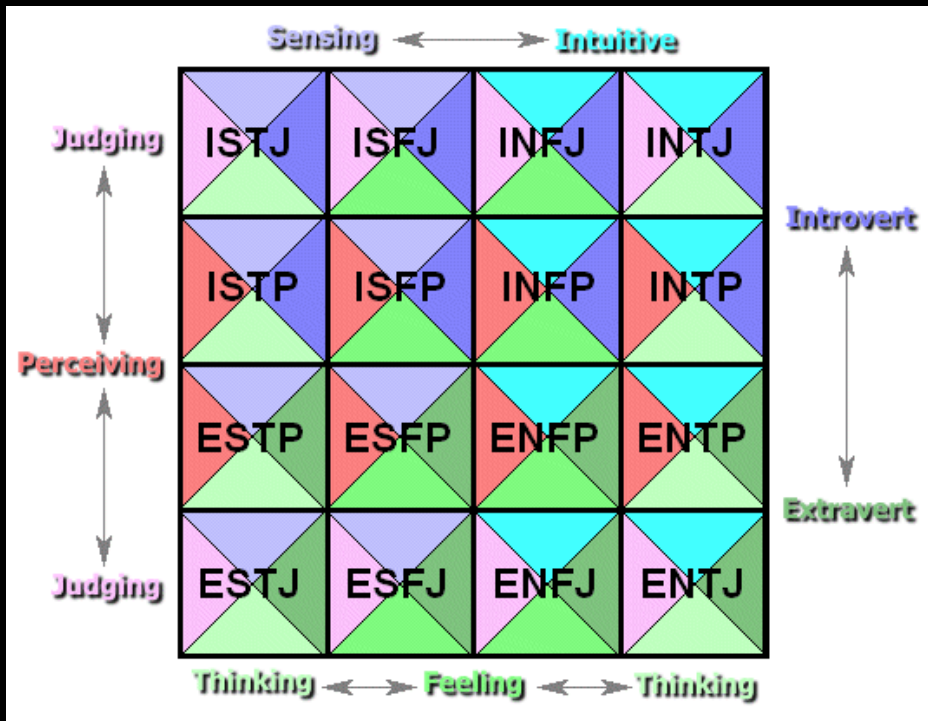 Sensing Intuitive
Judging
ISTJ ISFJ INFJ INTJ
Introvert
ISTP ISFP INFP INTP
Perceiving
ESTP ESFP ENFP ENTP
Extravert
Judging
ESTJ ESFJ ENFJ ENTJ
Thinking Feeling Thinking